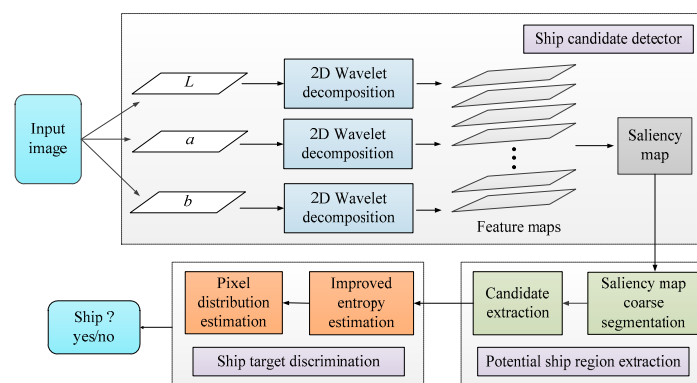 Ship candidate detector
L
2D Wavelet
decomposition
Input
image
a
2D Wavelet
decomposition
Saliency
map
b
2D Wavelet
decomposition
Feature maps
Ship ?
yes/no
Pixel
distribution
estimation
Improved
entropy
estimation
Candidate
extraction
Saliency map
coarse
segmentation
Ship target discrimination
Potential ship region extraction